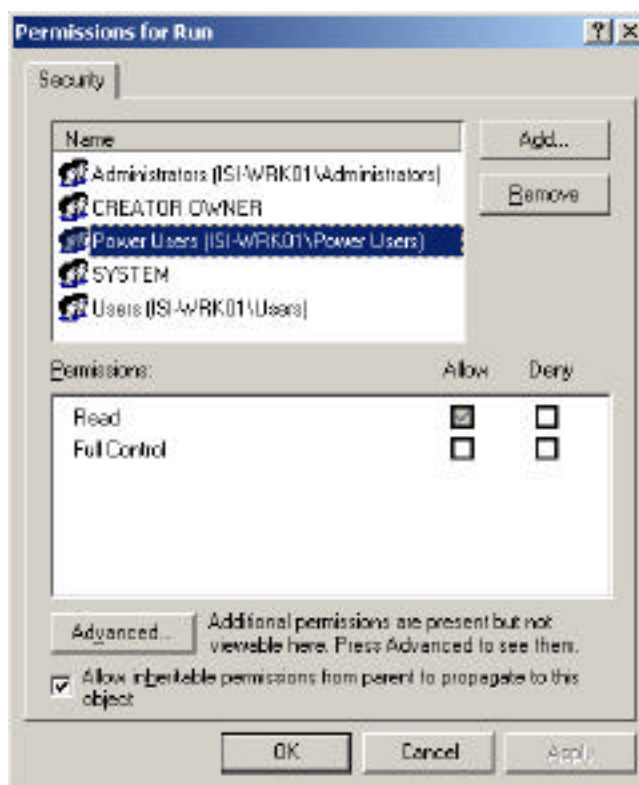 Permissions for Run
Security
Name
Add...
Administrators (ISI-WRK01\Administrators)
Remove
CREATOR OWNER
Power Users (ISI-WRK01\Power Users)
SYSTEM
Users (ISI-WRK01\Users)
Permissions: Allow Deny
Read
Full Control
Advanced... Additional permissions are present but not
viewable here. Press Advanced to see them.
Allow inheritable permissions from parent to propagate to this
object
OK Cancel Apply